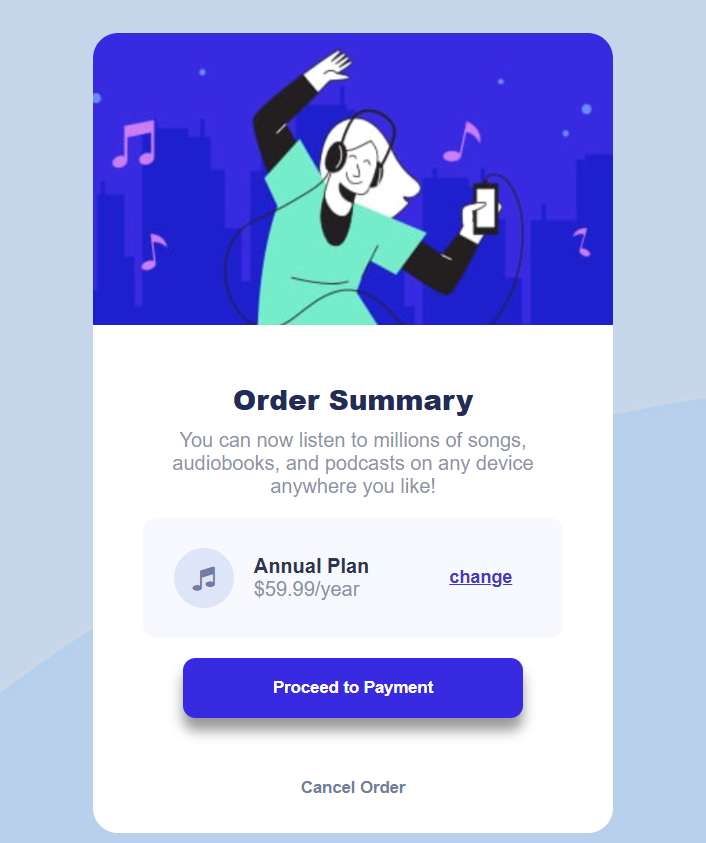 Order Summary
You can now listen to millions of songs,
audiobooks, and podcasts on any device
anywhere you like!
Annual Plan
$59.99/year
change
Proceed to Payment
Cancel Order